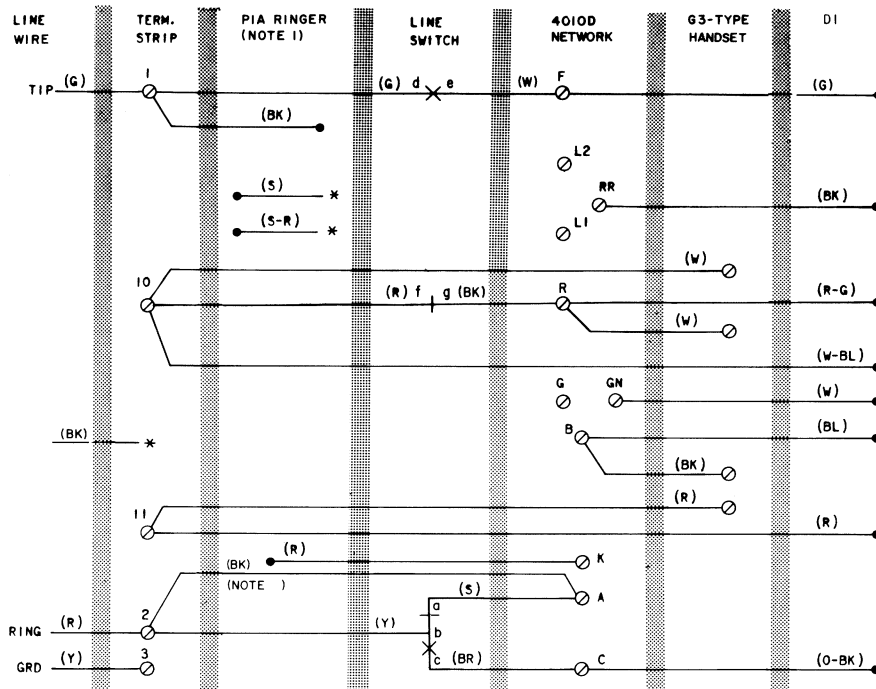 LINE WIRE
TERM. STRIP
PIA RINGER (NOTE 1)
LINE SWITCH
4010D NETWORK
G3-TYPE HANDSET
DI
TIP (G) 1 (G) d e (W) F (G)
(BK)
L2
(S) * RR (BK)
(S-R) * L1
(W)
10 (R) f g (BK) R (R-G)
(W)
(W-BL)
G GN (W)
(BK) * B (BL)
(BK)
(R)
11 (R)
(R) K
(BK)
(NOTE )
(S) A
a
RING (R) 2 (Y) b
GRD (Y) 3 c (BR) C (O-BK)